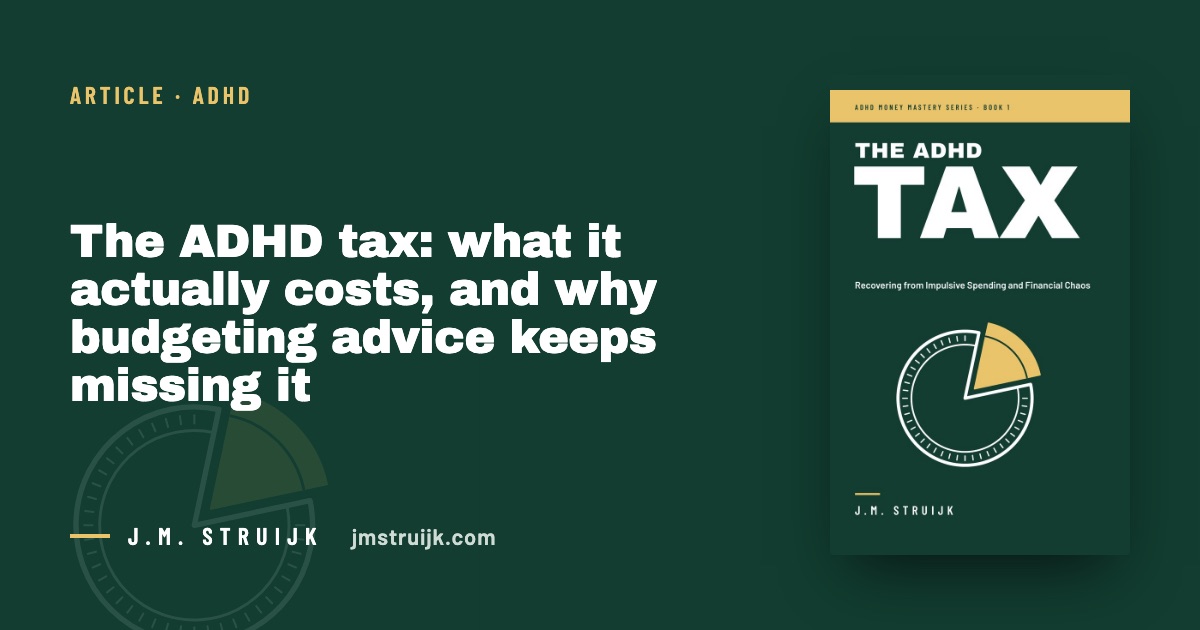 ARTICLE · ADHD
The ADHD tax: what it
actually costs, and why
budgeting advice keeps
missing it
J.M. STRUIJK jmstruijk.com
ADHD MONEY MASTERY SERIES · BOOK 1
THE ADHD
TAX
Recovering from Impulsive Spending and Financial Chaos
J.M. STRUIJK